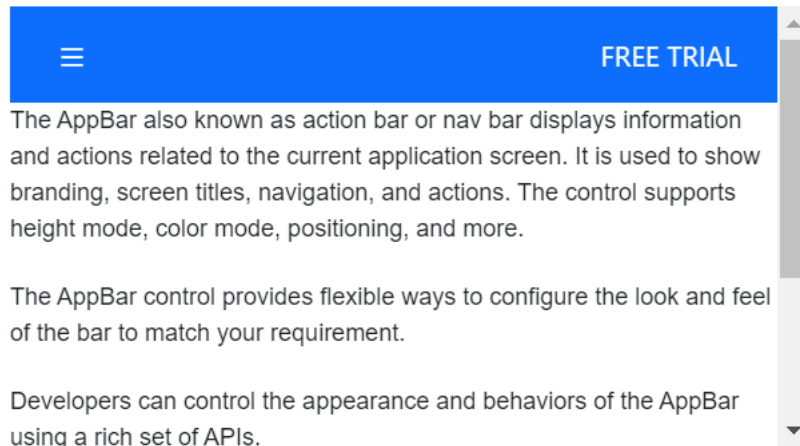 FREE TRIAL
The AppBar also known as action bar or nav bar displays information
and actions related to the current application screen. It is used to show
branding, screen titles, navigation, and actions. The control supports
height mode, color mode, positioning, and more.
The AppBar control provides flexible ways to configure the look and feel
of the bar to match your requirement.
Developers can control the appearance and behaviors of the AppBar
using a rich set of APIs.